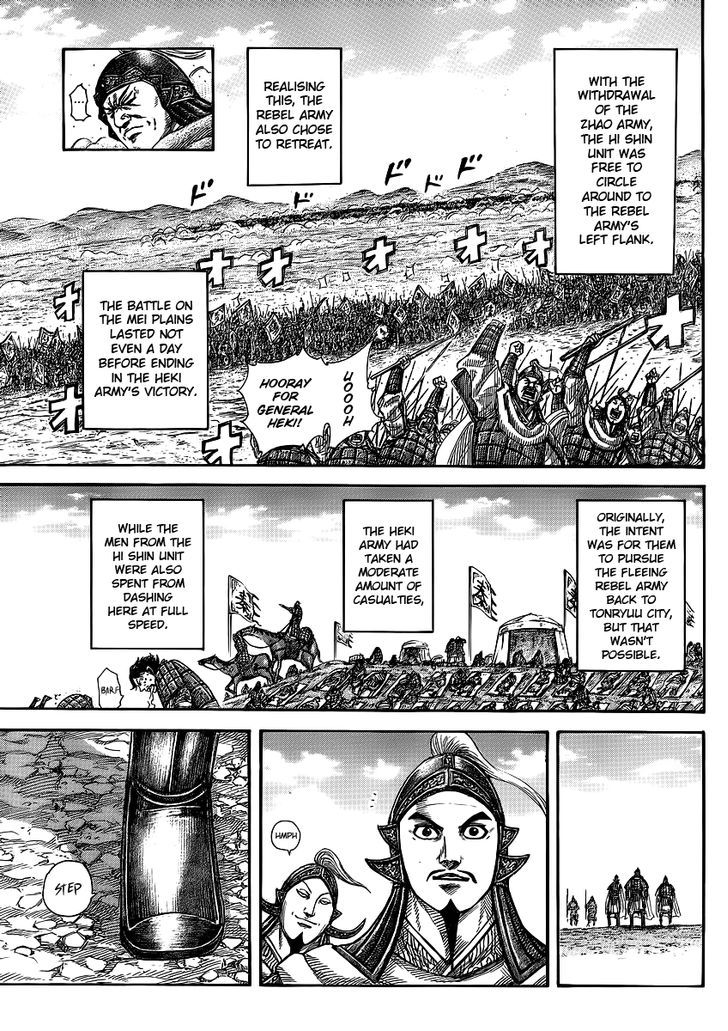 WITH THE
WITHDRAWAL
OF THE
ZHAO ARMY,
THE HI SHIN
UNIT WAS
FREE TO
CIRCLE
AROUND TO
THE REBEL
ARMY'S
LEFT FLANK.
REALISING
THIS, THE
REBEL ARMY
ALSO CHOSE
TO RETREAT.
...
ド
ド
ド
ド
オ
オ
オ
オ
オ
オ
オ
オ
オ
UOOOH
HOORAY
FOR
GENERAL
HEKI!!
THE BATTLE ON
THE MEI PLAINS
LASTED NOT
EVEN A DAY
BEFORE ENDING
IN THE HEKI
ARMY'S VICTORY.
ORIGINALLY,
THE INTENT
WAS FOR THEM
TO PURSUE
THE FLEEING
REBEL ARMY
BACK TO
TONRYUU CITY,
BUT THAT
WASN'T
POSSIBLE.
THE HEKI
ARMY HAD
TAKEN A
MODERATE
AMOUNT OF
CASUALTIES,
WHILE THE
MEN FROM THE
HI SHIN UNIT
WERE ALSO
SPENT FROM
DASHING
HERE AT FULL
SPEED.
BARF
HMPH
STEP